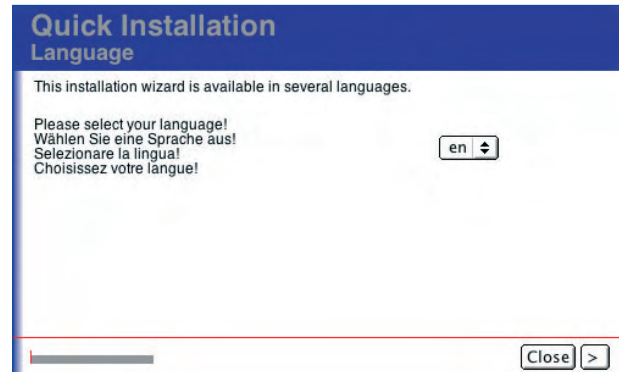 Quick Installation
Language
This installation wizard is available in several languages.
Please select your language!
Wählen Sie eine Sprache aus!
Selezionare la lingua!
Choisissez votre langue!
en
Close >